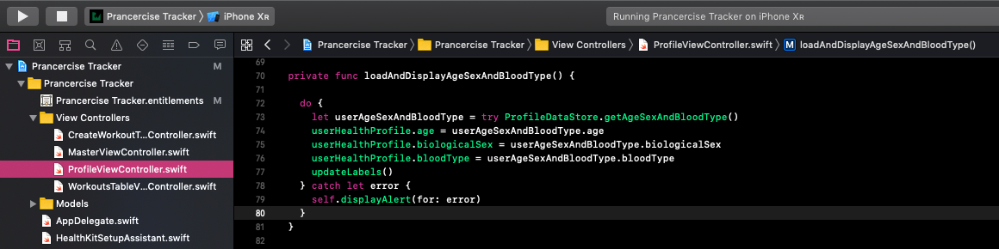 Prancercise Tracker iPhone XR
Running Prancercise Tracker on iPhone XR
Prancercise Tracker Prancercise Tracker View Controllers ProfileViewController.swift M loadAndDisplayAgeSexAndBloodType()
Prancercise Tracker M
Prancercise Tracker
Prancercise Tracker.entitlements M
View Controllers
CreateWorkoutT...Controller.swift
MasterViewController.swift
ProfileViewController.swift
WorkoutsTableV...Controller.swift
Models
AppDelegate.swift
HealthKitSetupAssistant.swift
69
70 private func loadAndDisplayAgeSexAndBloodType() {
71
72 do {
73 let userAgeSexAndBloodType = try ProfileDataStore.getAgeSexAndBloodType()
74 userHealthProfile.age = userAgeSexAndBloodType.age
75 userHealthProfile.biologicalSex = userAgeSexAndBloodType.biologicalSex
76 userHealthProfile.bloodType = userAgeSexAndBloodType.bloodType
77 updateLabels()
78 } catch let error {
79 self.displayAlert(for: error)
80 }
81 }
82